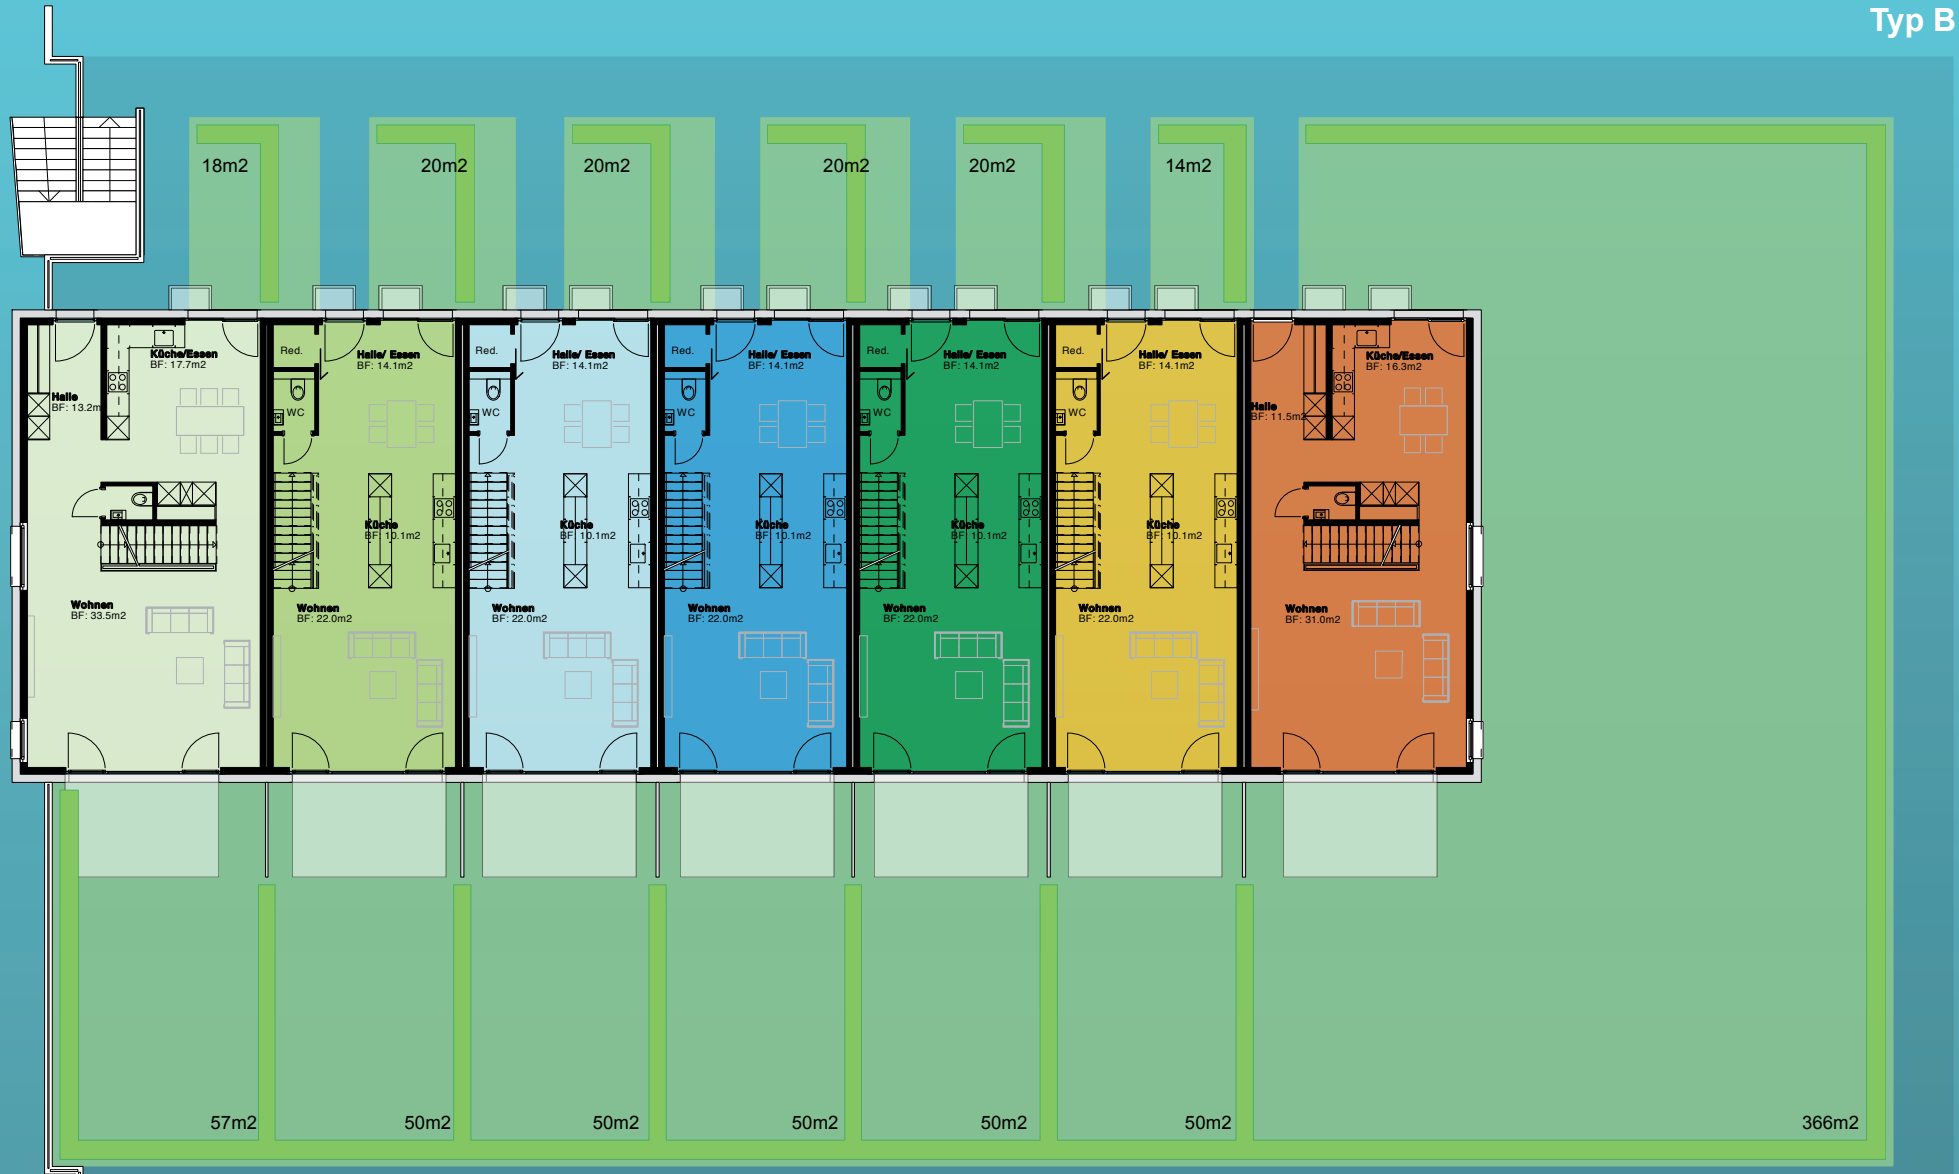 Typ B
18m2
20m2
20m2
20m2
20m2
14m2
Küche/Essen
BF: 17.7m2
Halle
BF: 13.2m
Wohnen
BF: 33.5m2
Red.
Halle/ Essen
BF: 14.1m2
WC
Küche
BF: 10.1m2
Wohnen
BF: 22.0m2
Red.
Halle/ Essen
BF: 14.1m2
WC
Küche
BF: 10.1m2
Wohnen
BF: 22.0m2
Red.
Halle/ Essen
BF: 14.1m2
WC
Küche
BF: 10.1m2
Wohnen
BF: 22.0m2
Red.
Halle/ Essen
BF: 14.1m2
WC
Küche
BF: 10.1m2
Wohnen
BF: 22.0m2
Red.
Halle/ Essen
BF: 14.1m2
WC
Küche
BF: 10.1m2
Wohnen
BF: 22.0m2
Küche/Essen
BF: 16.3m2
Halle
BF: 11.5m2
Wohnen
BF: 31.0m2
57m2
50m2
50m2
50m2
50m2
50m2
366m2